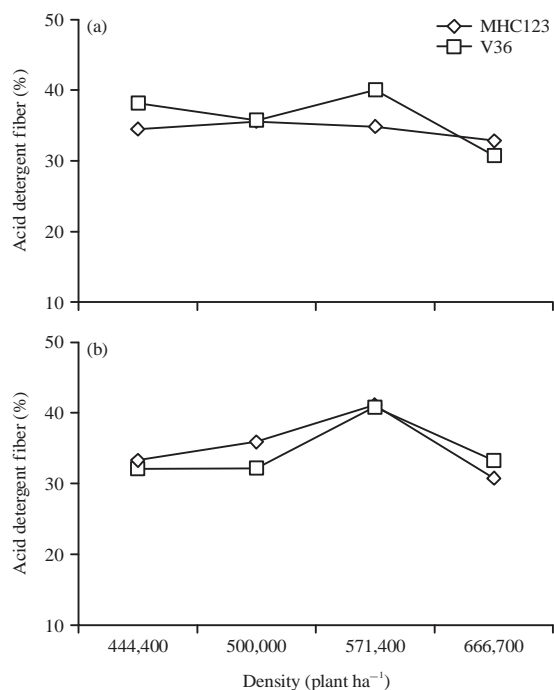 50
(a)
MHC123
V36
40
30
20
10
Acid detergent fiber (%)
50
(b)
40
30
20
10
Acid detergent fiber (%)
444,400 500,000 571,400 666,700
Density (plant ha⁻¹)